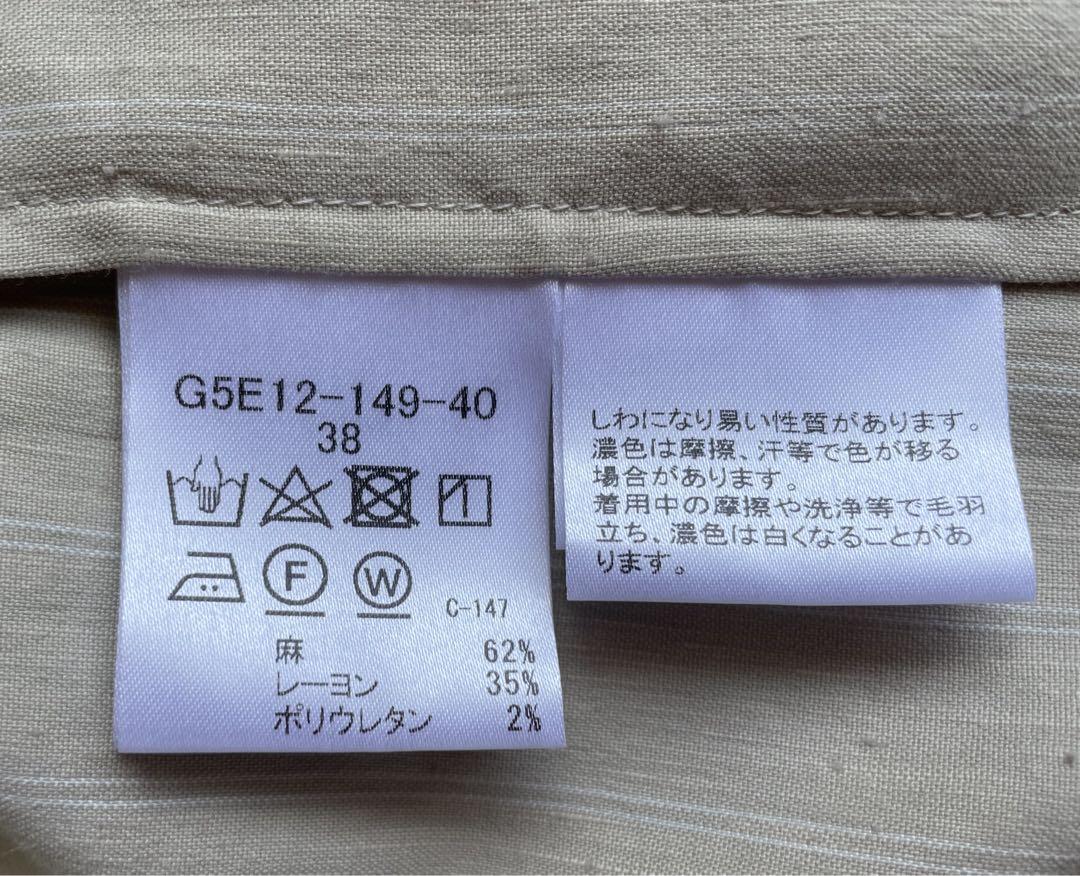 G5E12-149-40
38
F
W
C-147
麻 62%
レーヨン 35%
ポリウレタン 2%
しわになり易い性質があります。
濃色は摩擦、汗等で色が移る
場合があります。
着用中の摩擦や洗浄等で毛羽
立ち、濃色は白くなることがあ
ります。